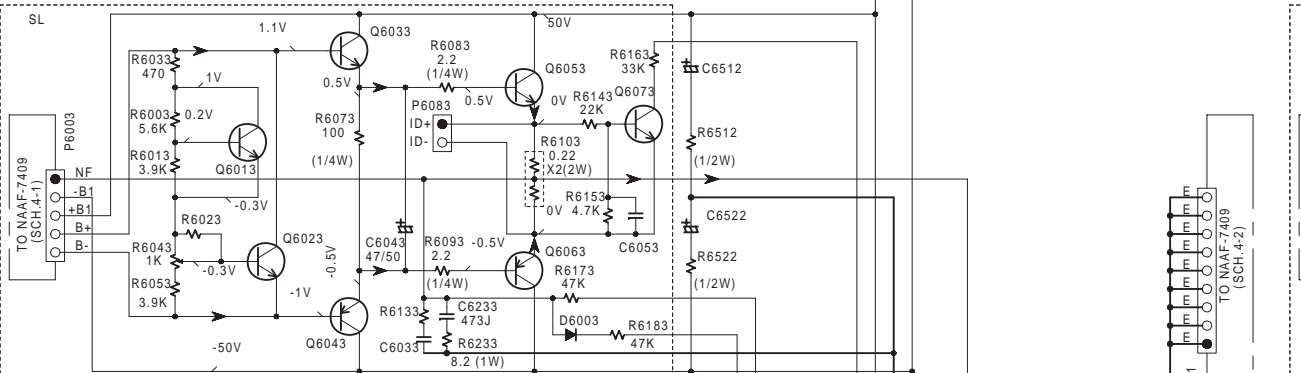 SL
1.1V
Q6033
50V
R6083
2.2
(1/4W)
R6163
33K
C6512
R6033
470
1V
0.5V
0.5V
Q6053
0V
R6143
22K
Q6073
P6003
R6003
5.6K
0.2V
R6073
100
(1/4W)
P6083
ID+
ID-
R6103
0.22
X2(2W)
R6512
(1/2W)
R6013
3.9K
Q6013
TO NAAF-7409
(SCH.4-1)
NF
-B1
+B1
B+
B-
-0.3V
R6153
4.7K
0V
C6053
C6522
R6023
Q6023
R6043
1K
-0.3V
-0.5V
C6043
47/50
R6093
2.2
(1/4W)
-0.5V
Q6063
R6173
47K
R6522
(1/2W)
R6053
3.9K
-1V
R6133
C6233
473J
D6003
R6183
47K
Q6043
C6033
R6233
8.2 (1W)
-50V
E
E
E
E
E
E
E
E
E
TO NAAF-7409
(SCH.4-2)
1